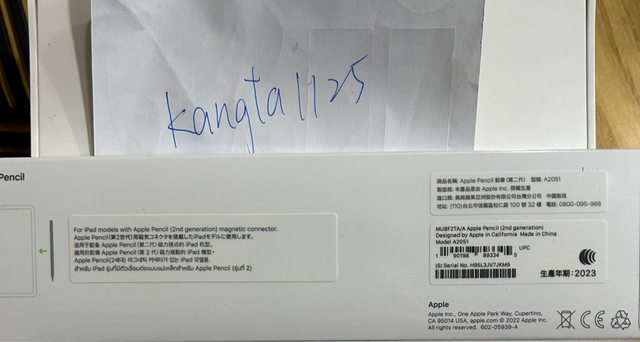 kangta1125
Pencil
商品名稱: Apple Pencil 鉛筆 (第二代) 型號: A2051
製造商: 本產品是由 Apple Inc. 授權生產
進口商: 美商蘋果亞洲股份有限公司台灣分公司 中國製造
地址: (110)台北市信義區松仁路 100 號 32 樓 電話: 0800-095-988
For iPad models with Apple Pencil (2nd generation) magnetic connector.
Apple Pencil(第2世代)用磁気コネクタを搭載したiPadモデルに使用します。
适用于配备 Apple Pencil (第二代) 磁力接点的 iPad 机型。
適用於配備 Apple Pencil (第 2 代) 磁力接點的 iPad 機型。
Apple Pencil(2세대) 마그네틱 커넥터가 있는 iPad 모델용.
สำหรับ iPad รุ่นที่มีตัวเชื่อมต่อแบบแม่เหล็กสำหรับ Apple Pencil (รุ่นที่ 2)
MU8F2TA/A Apple Pencil (2nd generation)
Designed by Apple in California Made in China
Model A2051
UPC
1 90198 89334 5
(S) Serial No. H95L3JV7JKM9
生產年期: 2023
Apple
Apple Inc., One Apple Park Way, Cupertino,
CA 95014 USA, apple.com © 2022 Apple Inc.
All rights reserved. 602-05939-A